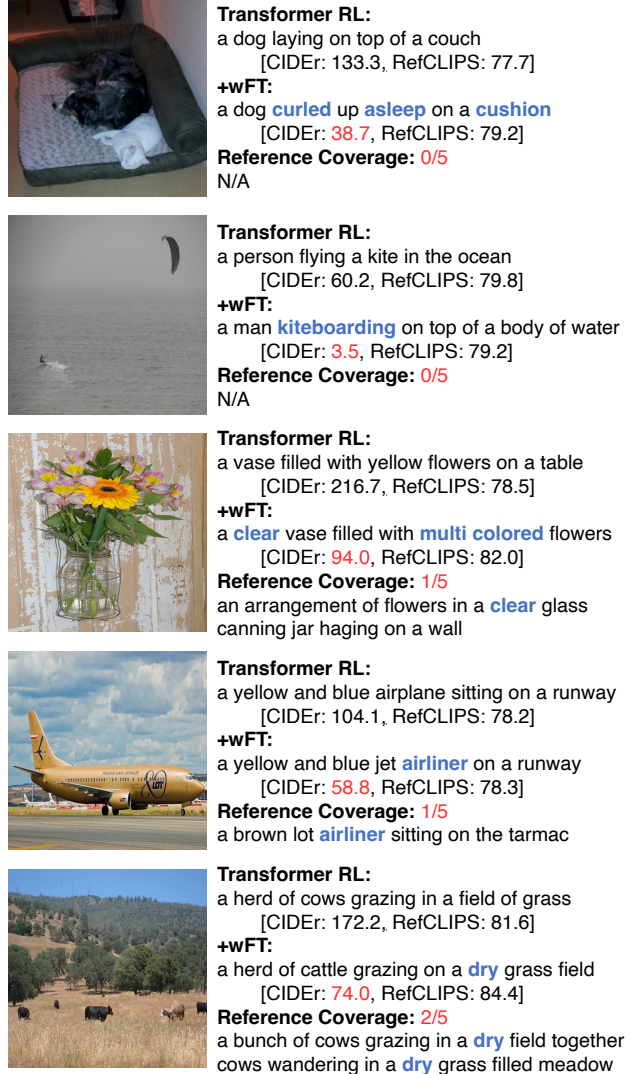 Transformer RL:
a dog laying on top of a couch
[CIDEr: 133.3, RefCLIPS: 77.7]
+wFT:
a dog curled up asleep on a cushion
[CIDEr: 38.7, RefCLIPS: 79.2]
Reference Coverage: 0/5
N/A
Transformer RL:
a person flying a kite in the ocean
[CIDEr: 60.2, RefCLIPS: 79.8]
+wFT:
a man kiteboarding on top of a body of water
[CIDEr: 3.5, RefCLIPS: 79.2]
Reference Coverage: 0/5
N/A
Transformer RL:
a vase filled with yellow flowers on a table
[CIDEr: 216.7, RefCLIPS: 78.5]
+wFT:
a clear vase filled with multi colored flowers
[CIDEr: 94.0, RefCLIPS: 82.0]
Reference Coverage: 1/5
an arrangement of flowers in a clear glass
canning jar haging on a wall
Transformer RL:
a yellow and blue airplane sitting on a runway
[CIDEr: 104.1, RefCLIPS: 78.2]
+wFT:
a yellow and blue jet airliner on a runway
[CIDEr: 58.8, RefCLIPS: 78.3]
Reference Coverage: 1/5
a brown lot airliner sitting on the tarmac
LOT
Transformer RL:
a herd of cows grazing in a field of grass
[CIDEr: 172.2, RefCLIPS: 81.6]
+wFT:
a herd of cattle grazing on a dry grass field
[CIDEr: 74.0, RefCLIPS: 84.4]
Reference Coverage: 2/5
a bunch of cows grazing in a dry field together
cows wandering in a dry grass filled meadow